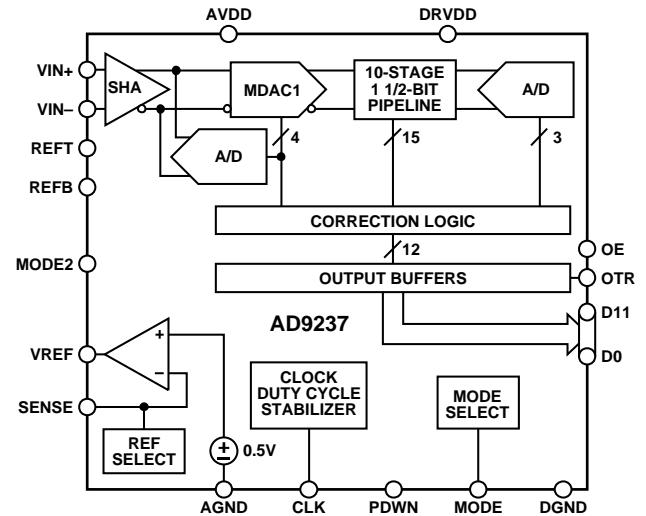 AVDD
DRVDD
VIN+
VIN–
REFT
REFB
MODE2
VREF
SENSE
SHA
MDAC1
10-STAGE
1 1/2-BIT
PIPELINE
A/D
A/D
4
15
3
CORRECTION LOGIC
12
OUTPUT BUFFERS
OE
OTR
D11
D0
AD9237
+
–
CLOCK
DUTY CYCLE
STABILIZER
MODE
SELECT
REF
SELECT
±
0.5V
AGND
CLK
PDWN
MODE
DGND